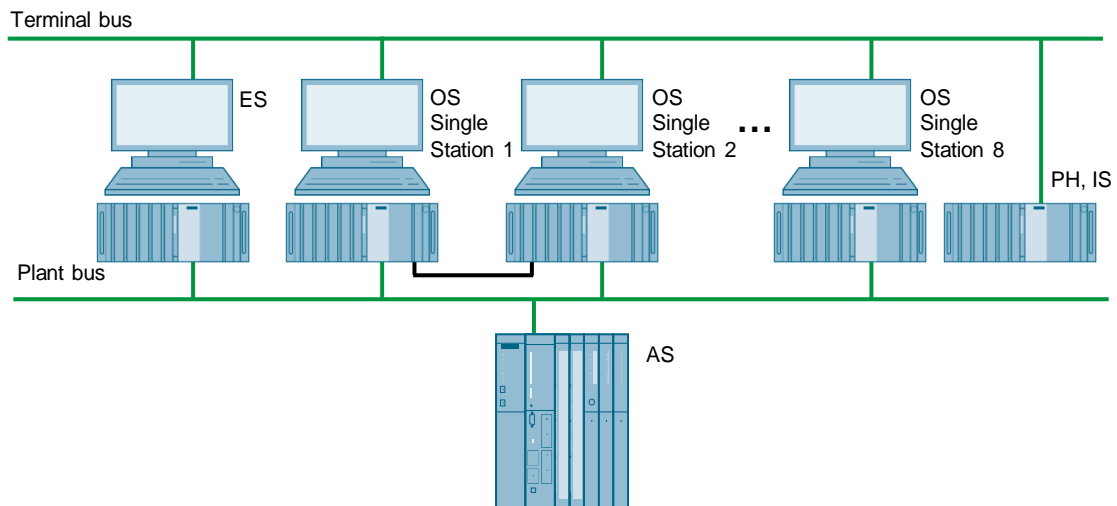 Terminal bus
ES
OS
Single
Station 1
OS
Single
Station 2
...
OS
Single
Station 8
PH, IS
Plant bus
AS